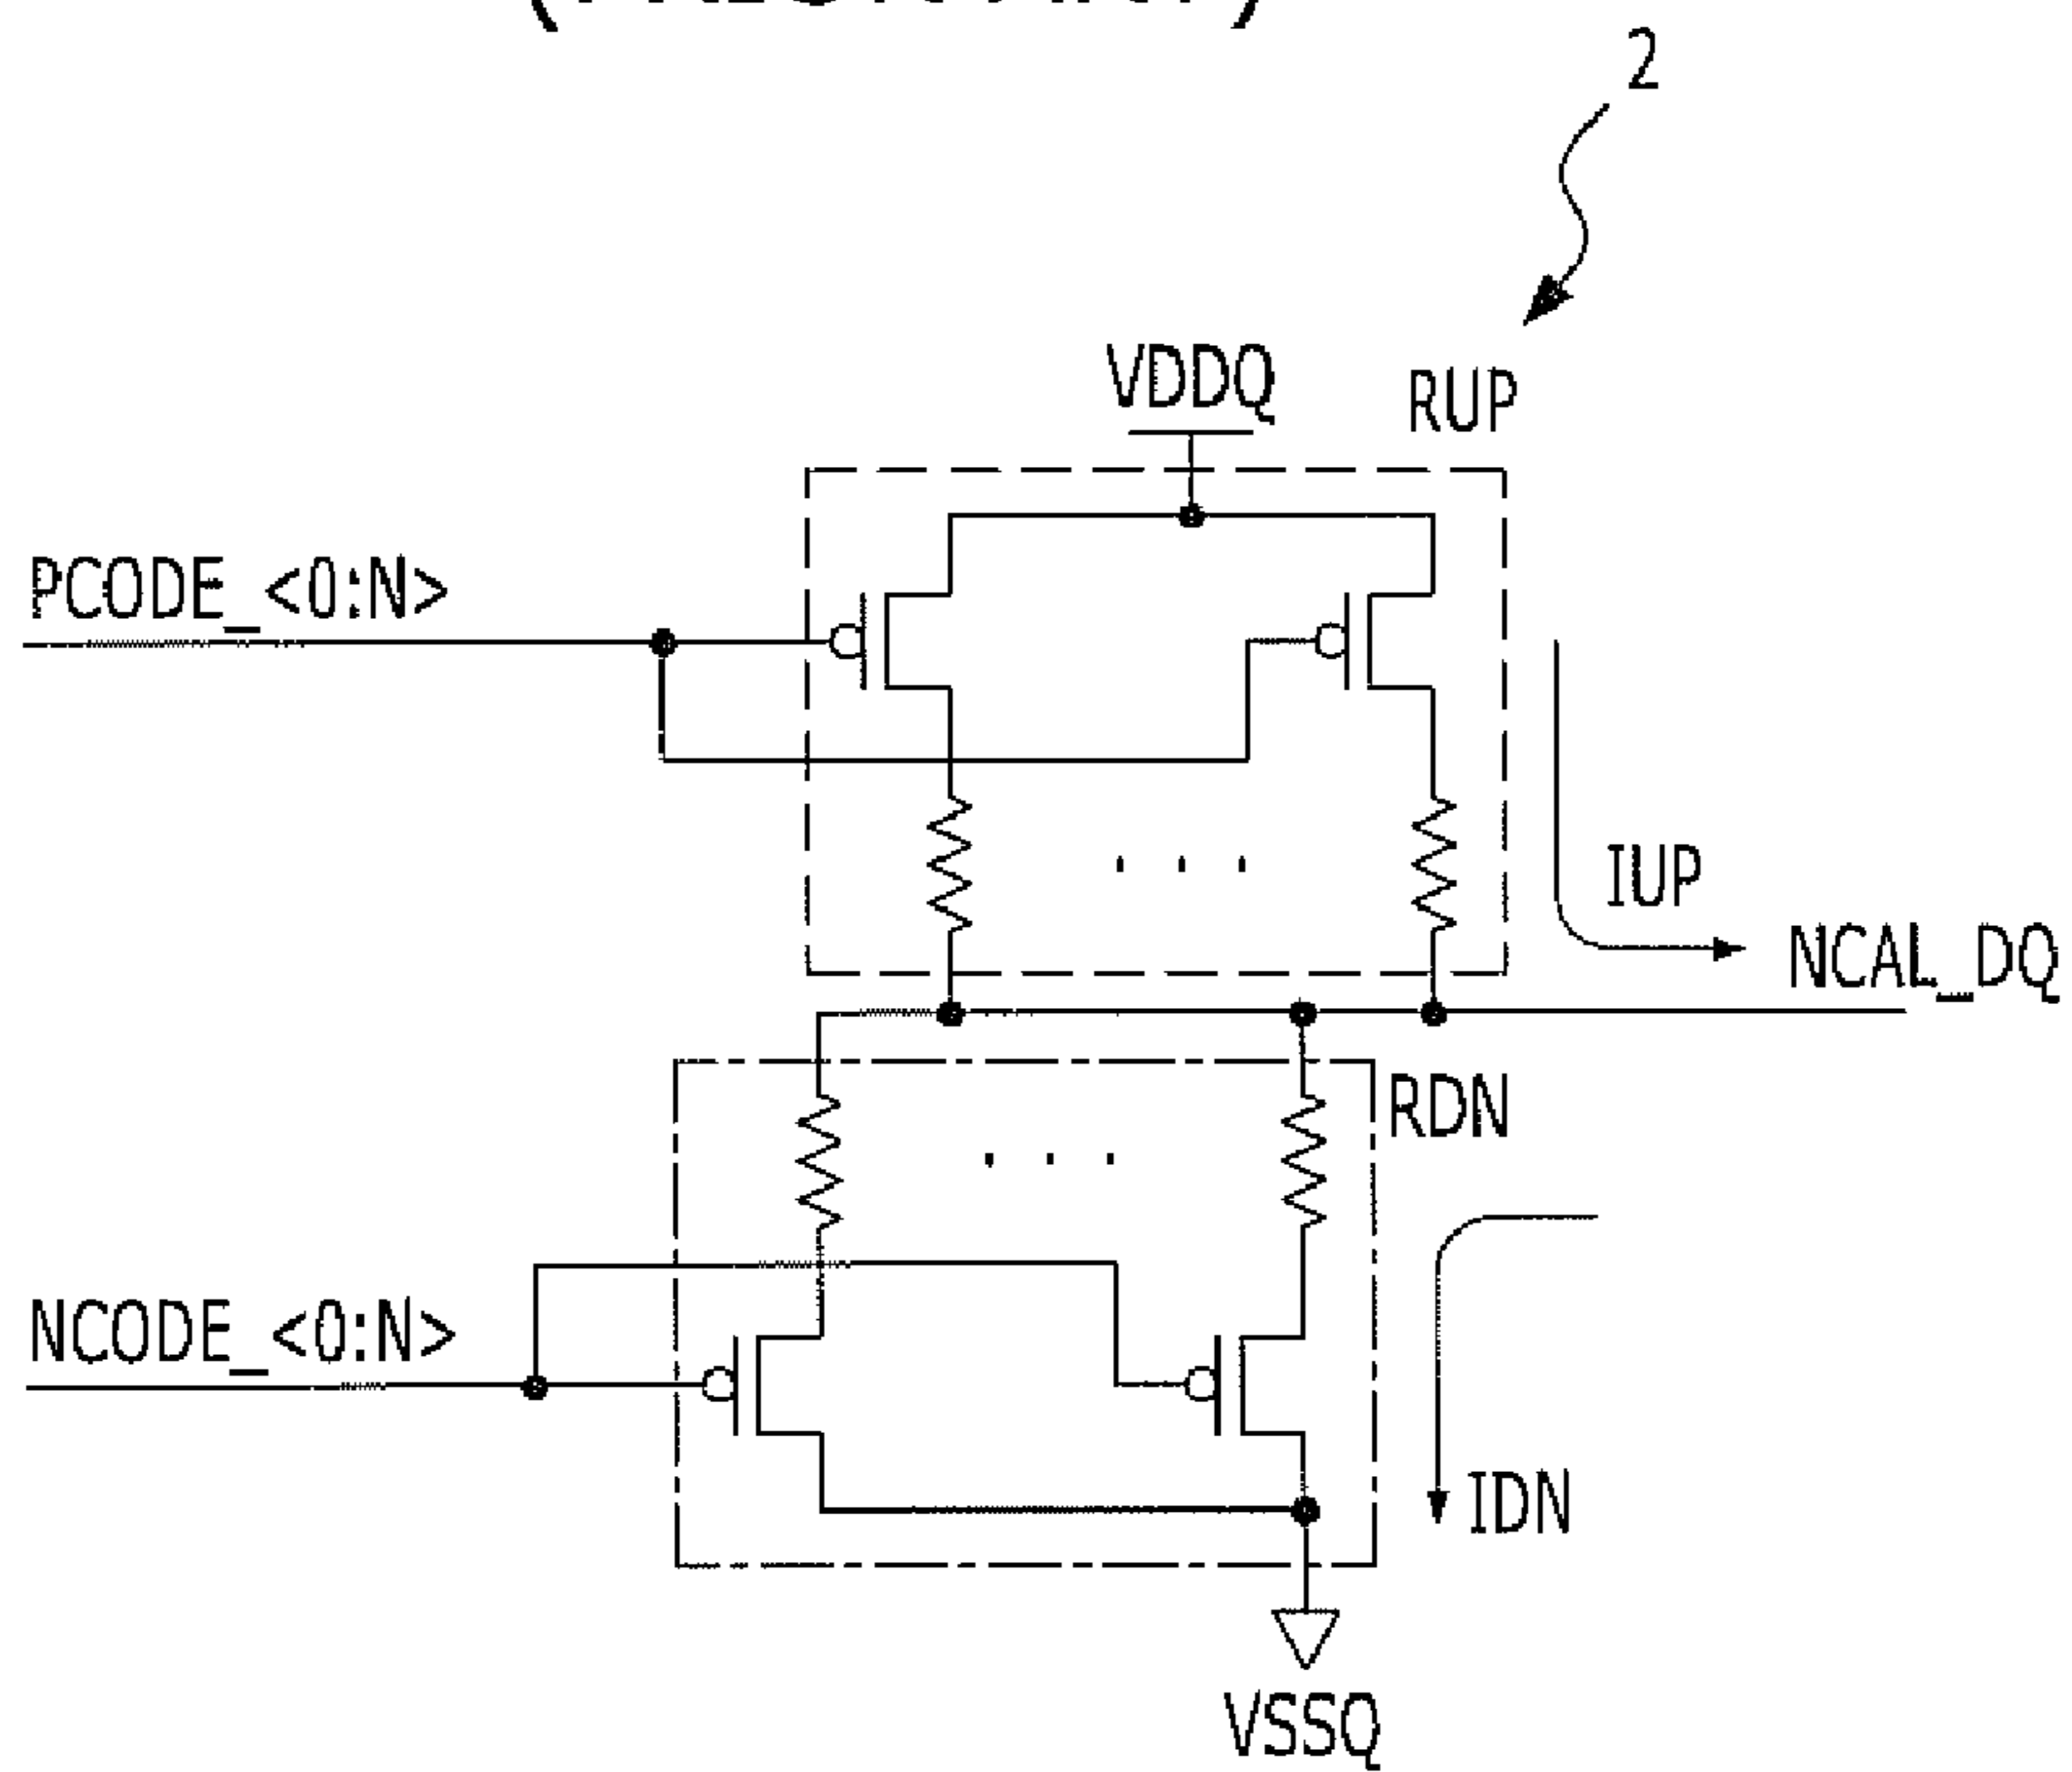 2
VDDQ
RUP
PCODE_<0:N>
IUP
NCAL_DQ
RDN
NCODE_<0:N>
IDN
VSSQ